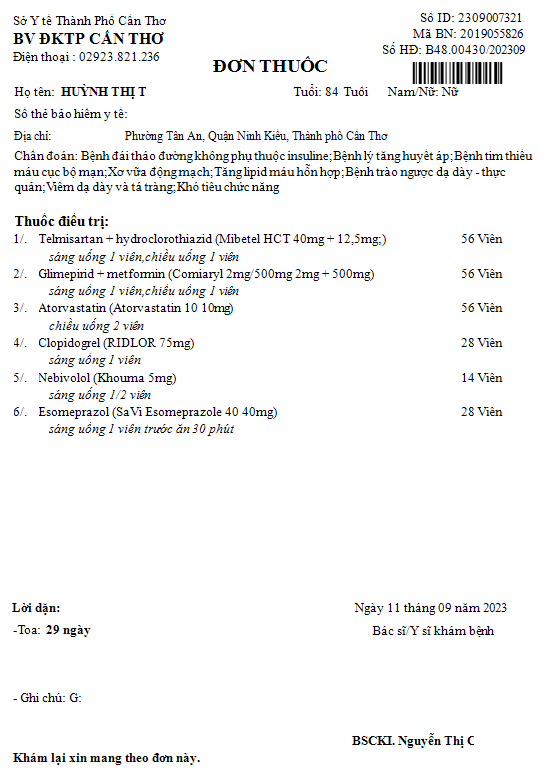 Sở Y tế Thành Phố Cần Thơ
Số ID: 2309007321
BV ĐKTP CẦN THƠ
Mã BN: 2019055826
Điện thoại : 02923.821.236
Số HĐ: B48.00430/202309
ĐƠN THUỐC
Họ tên: HUỲNH THỊ T
Tuổi: 84 Tuổi
Nam/Nữ: Nữ
Số thẻ bảo hiểm y tế:
Địa chỉ: Phường Tân An, Quận Ninh Kiều, Thành phố Cần Thơ
Chẩn đoán: Bệnh đái tháo đường không phụ thuộc insuline;Bệnh lý tăng huyết áp;Bệnh tim thiếu
máu cục bộ mạn;Xơ vữa động mạch;Tăng lipid máu hỗn hợp;Bệnh trào ngược dạ dày - thực
quản;Viêm dạ dày và tá tràng;Khó tiêu chức năng
Thuốc điều trị:
1/. Telmisartan + hydroclorothiazid (Mibetel HCT 40mg + 12,5mg;) 56 Viên
sáng uống 1 viên,chiều uống 1 viên
2/. Glimepirid + metformin (Comiaryl 2mg/500mg 2mg + 500mg) 56 Viên
sáng uống 1 viên,chiều uống 1 viên
3/. Atorvastatin (Atorvastatin 10 10mg) 56 Viên
chiều uống 2 viên
4/. Clopidogrel (RIDLOR 75mg) 28 Viên
sáng uống 1 viên
5/. Nebivolol (Khouma 5mg) 14 Viên
sáng uống 1/2 viên
6/. Esomeprazol (SaVi Esomeprazole 40 40mg) 28 Viên
sáng uống 1 viên trước ăn 30 phút
Lời dặn:
Ngày 11 tháng 09 năm 2023
-Toa: 29 ngày
Bác sĩ/Y sĩ khám bệnh
- Ghi chú: G:
BSCKI. Nguyễn Thị C
Khám lại xin mang theo đơn này.